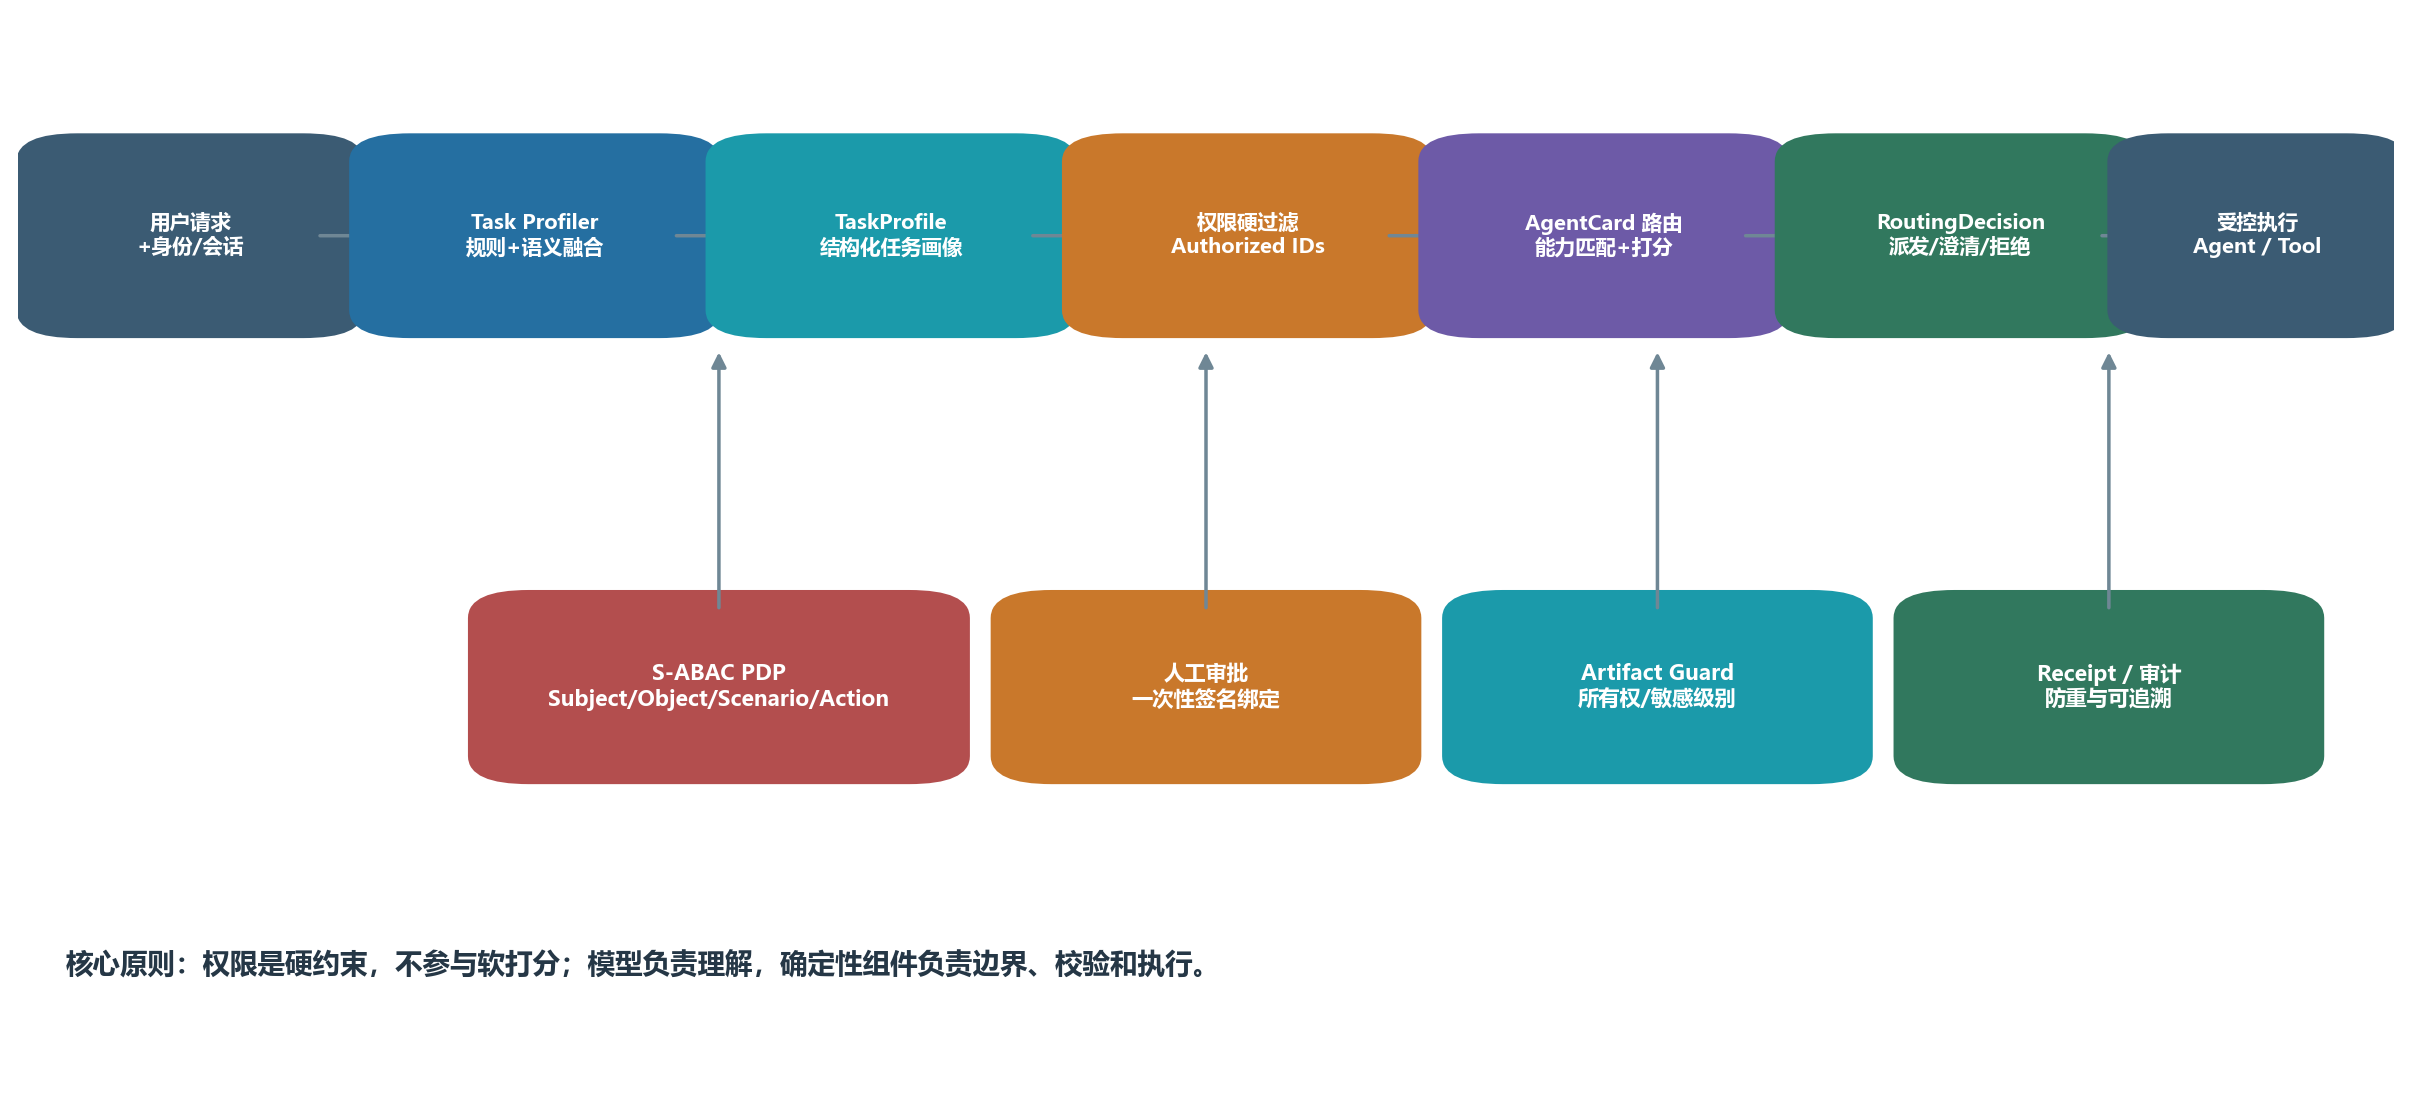 用户请求
+身份/会话
Task Profiler
规则+语义融合
TaskProfile
结构化任务画像
权限硬过滤
Authorized IDs
AgentCard 路由
能力匹配+打分
RoutingDecision
派发/澄清/拒绝
受控执行
Agent / Tool
S-ABAC PDP
Subject/Object/Scenario/Action
人工审批
一次性签名绑定
Artifact Guard
所有权/敏感级别
Receipt / 审计
防重与可追溯
核心原则：权限是硬约束，不参与软打分；模型负责理解，确定性组件负责边界、校验和执行。